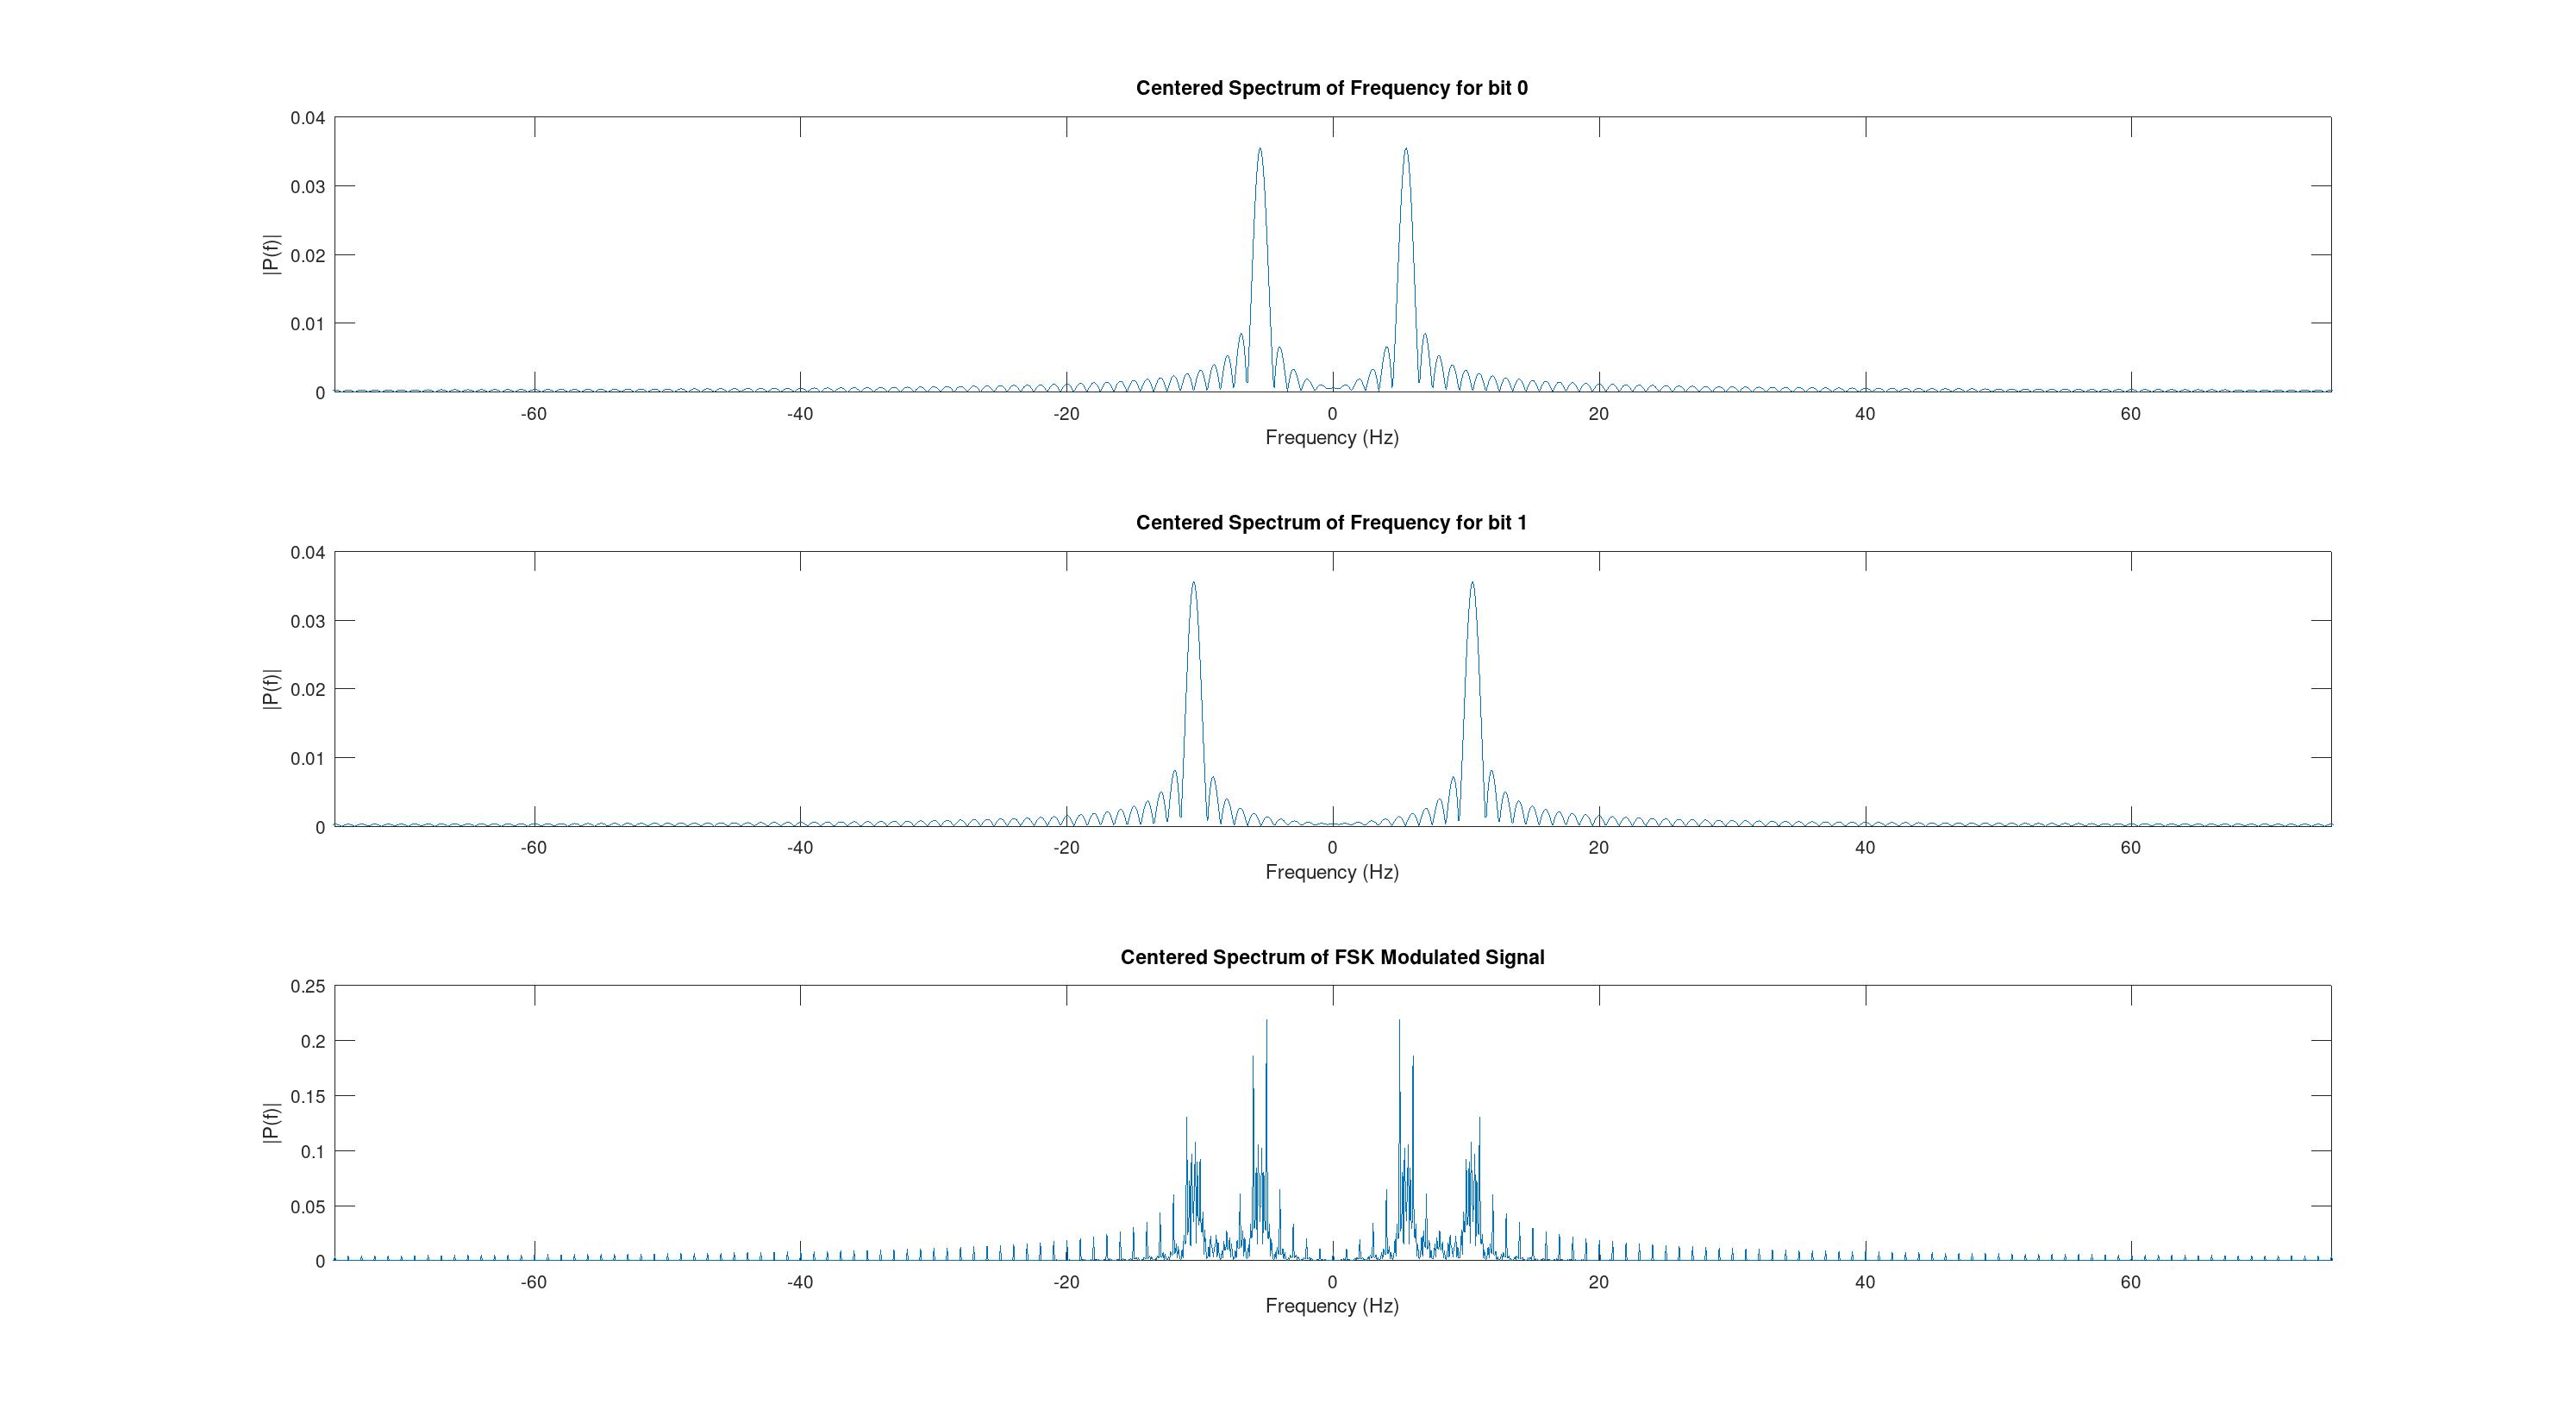 Centered Spectrum of Frequency for bit 0
0.04
0.03
0.02
0.01
0
|P(f)|
-60 -40 -20 0 20 40 60
Frequency (Hz)
Centered Spectrum of Frequency for bit 1
0.04
0.03
0.02
0.01
0
|P(f)|
-60 -40 -20 0 20 40 60
Frequency (Hz)
Centered Spectrum of FSK Modulated Signal
0.25
0.2
0.15
0.1
0.05
0
|P(f)|
-60 -40 -20 0 20 40 60
Frequency (Hz)